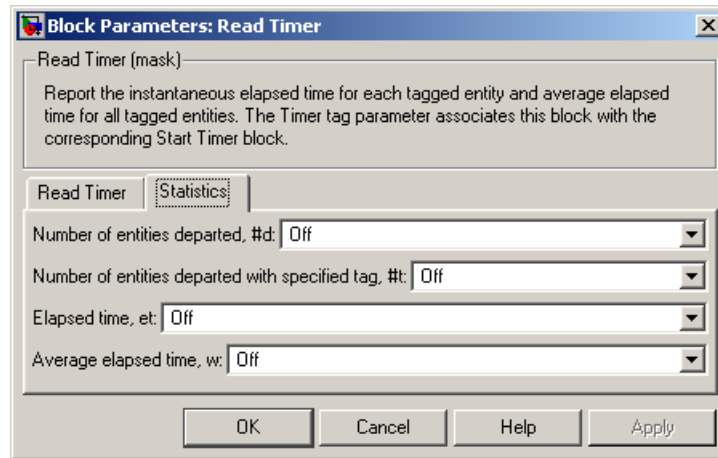 Block Parameters: Read Timer
Read Timer (mask)
Report the instantaneous elapsed time for each tagged entity and average elapsed
time for all tagged entities. The Timer tag parameter associates this block with the
corresponding Start Timer block.
Read Timer Statistics
Number of entities departed, #d: Off
Number of entities departed with specified tag, #t: Off
Elapsed time, et: Off
Average elapsed time, w: Off
OK Cancel Help Apply